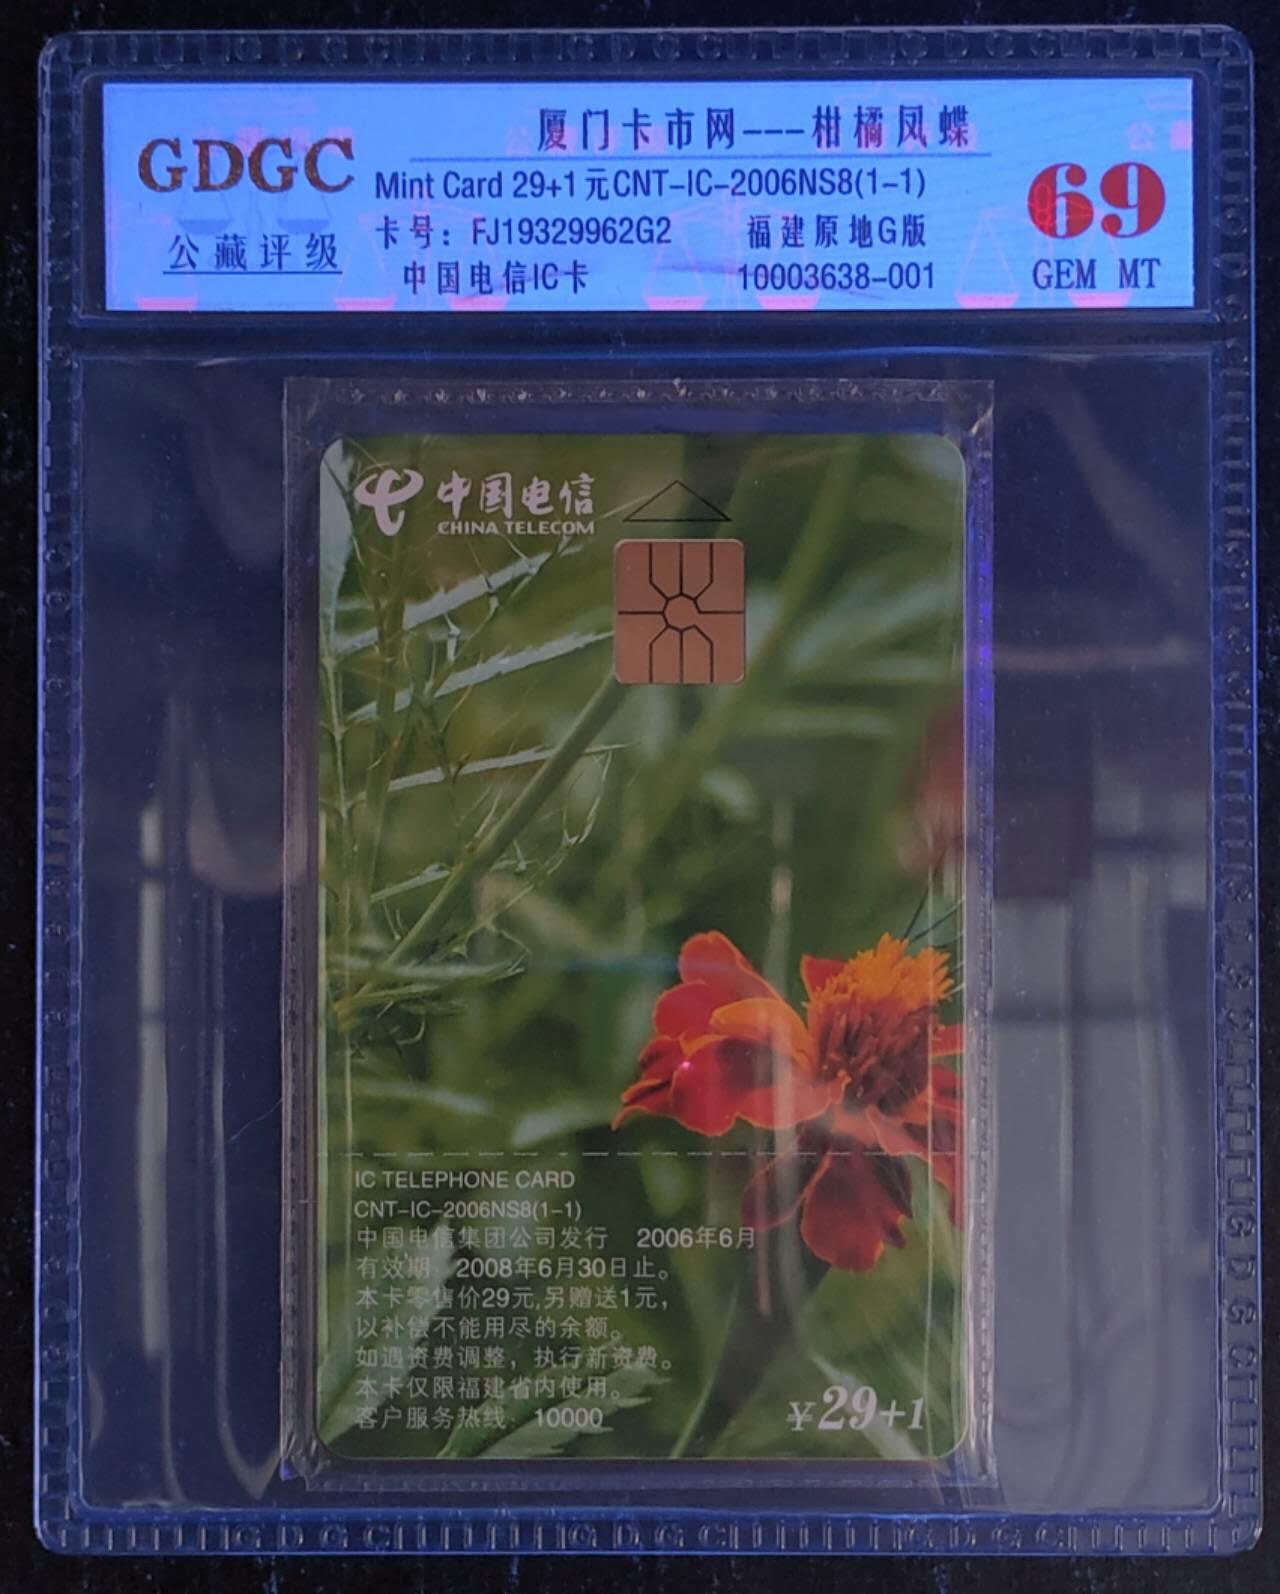 厦门卡市网---柑橘凤蝶
GDGC
公藏评级
Mint Card 29+1元CNT-IC-2006NS8(1-1)
卡号：FJ19329962G2 福建原地G版
中国电信IC卡 10003638-001
69
GEM MT
中国电信
CHINA TELECOM
IC TELEPHONE CARD
CNT-IC-2006NS8(1-1)
中国电信集团公司发行 2006年6月
有效期 2008年6月30日止。
本卡零售价29元,另赠送1元，
以补偿不能用尽的余额。
如遇资费调整，执行新资费。
本卡仅限福建省内使用。
客户服务热线：10000
¥29+1